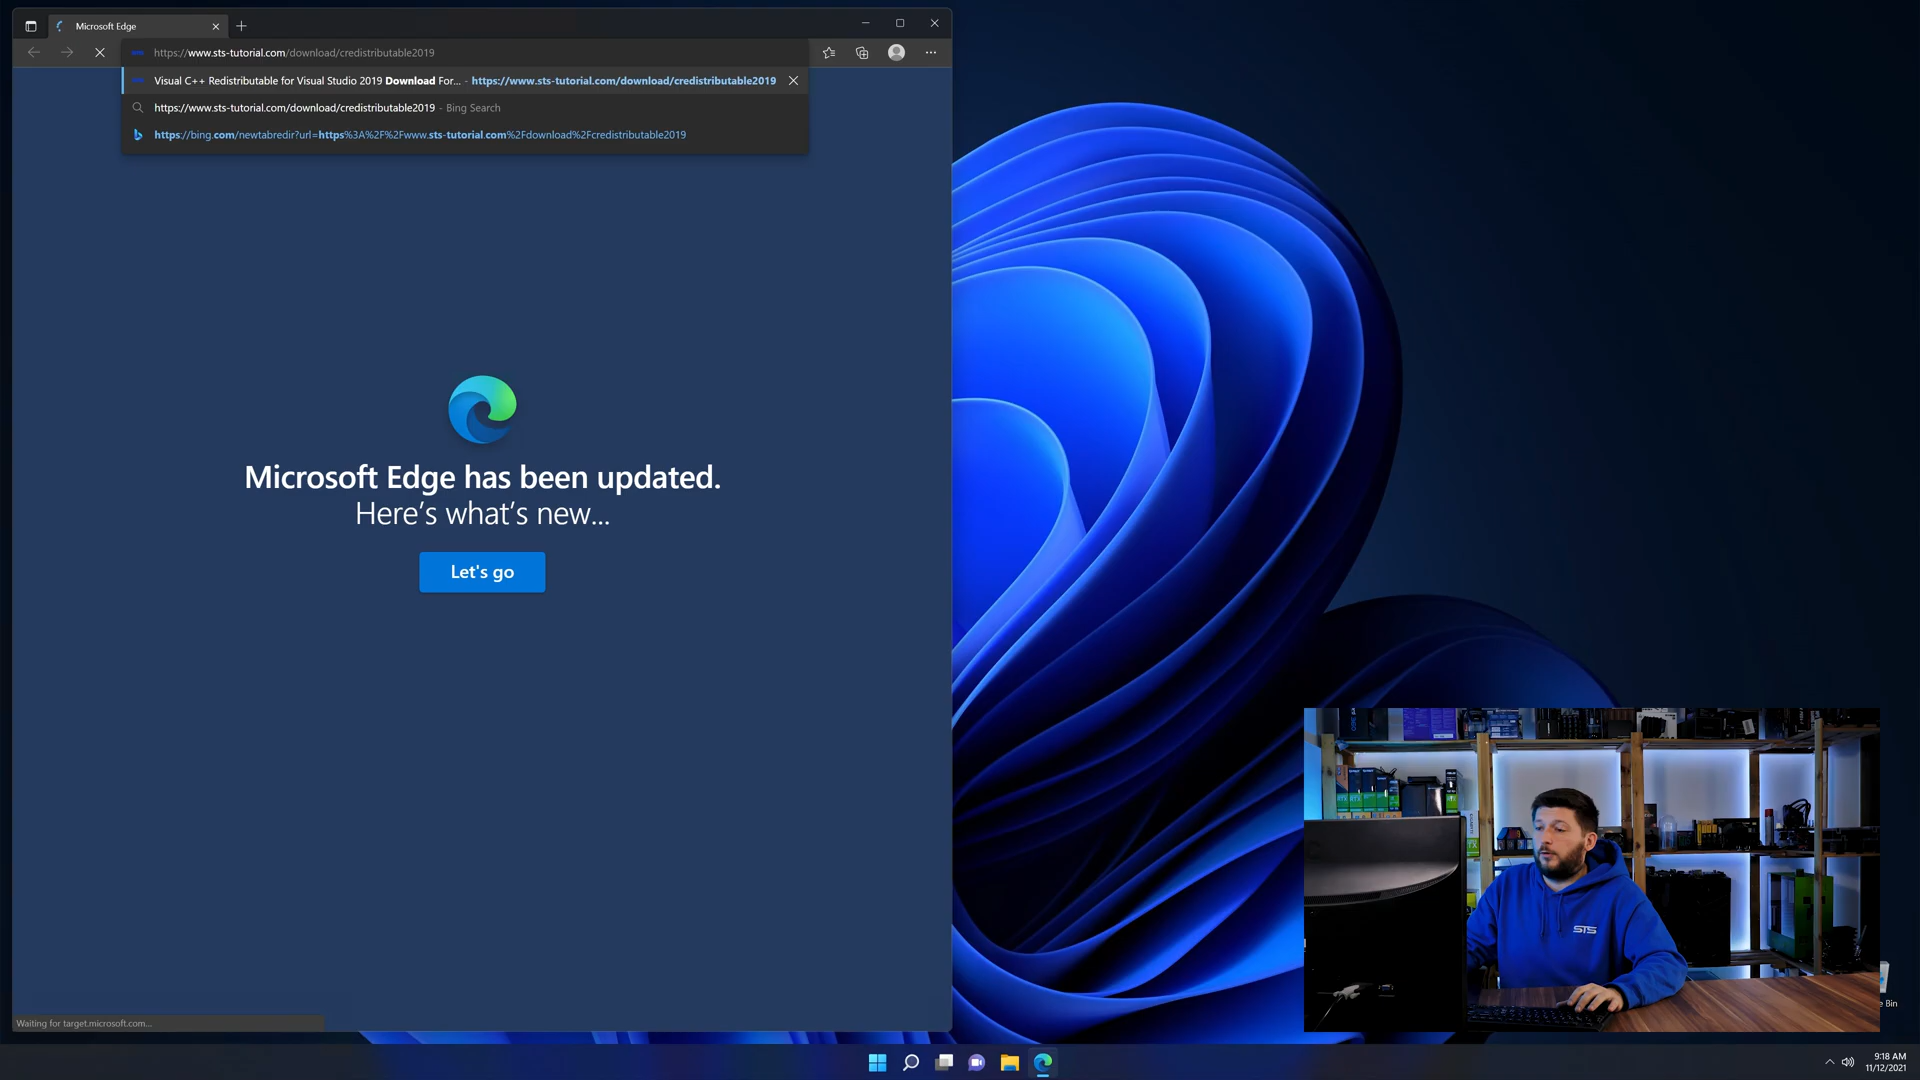 Microsoft Edge
https://www.sts-tutorial.com/download/credistributable2019
Visual C++ Redistributable for Visual Studio 2019 Download For... - https://www.sts-tutorial.com/download/credistributable2019
https://www.sts-tutorial.com/download/credistributable2019 - Bing Search
https://bing.com/newtabredir?url=https%3A%2F%2Fwww.sts-tutorial.com%2Fdownload%2Fcredistributable2019
Microsoft Edge has been updated.
Here's what's new...
Let's go
Waiting for target.microsoft.com...
STS
Bin
9:18 AM
11/12/2021